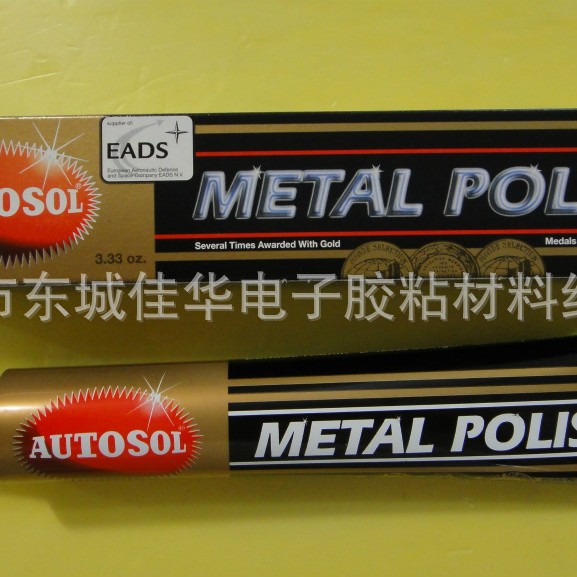 supplier of:
EADS
European Aeronautic Defence
and Space Company EADS N.V.
OSOL®
METAL POL
3.33 oz.
Several Times Awarded With Gold
Medals
市东城佳华电子胶粘材料经
AUTOSOL
METAL POLIS